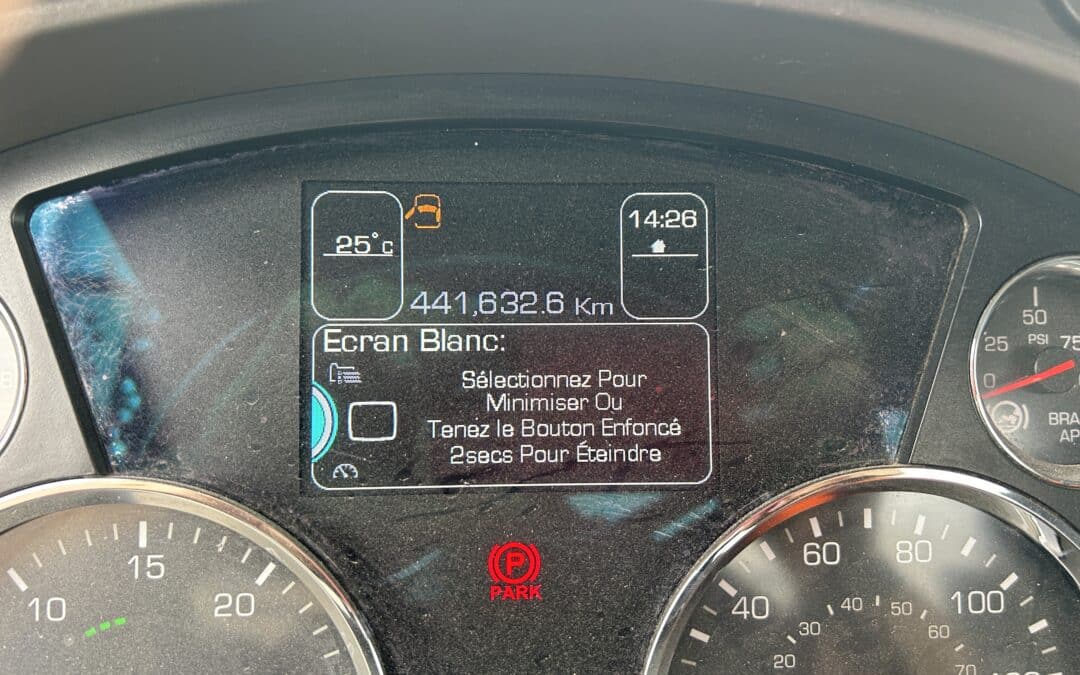 14:26
25°c
441,632.6 Km
Ecran Blanc:
Sélectionnez Pour
Minimiser Ou
Tenez le Bouton Enfoncé
2secs Pour Éteindre
50
25
PSI
75
0
BRA
AP
P
PARK
10
15
20
40
60
80
100
20
30
40
50
60
70